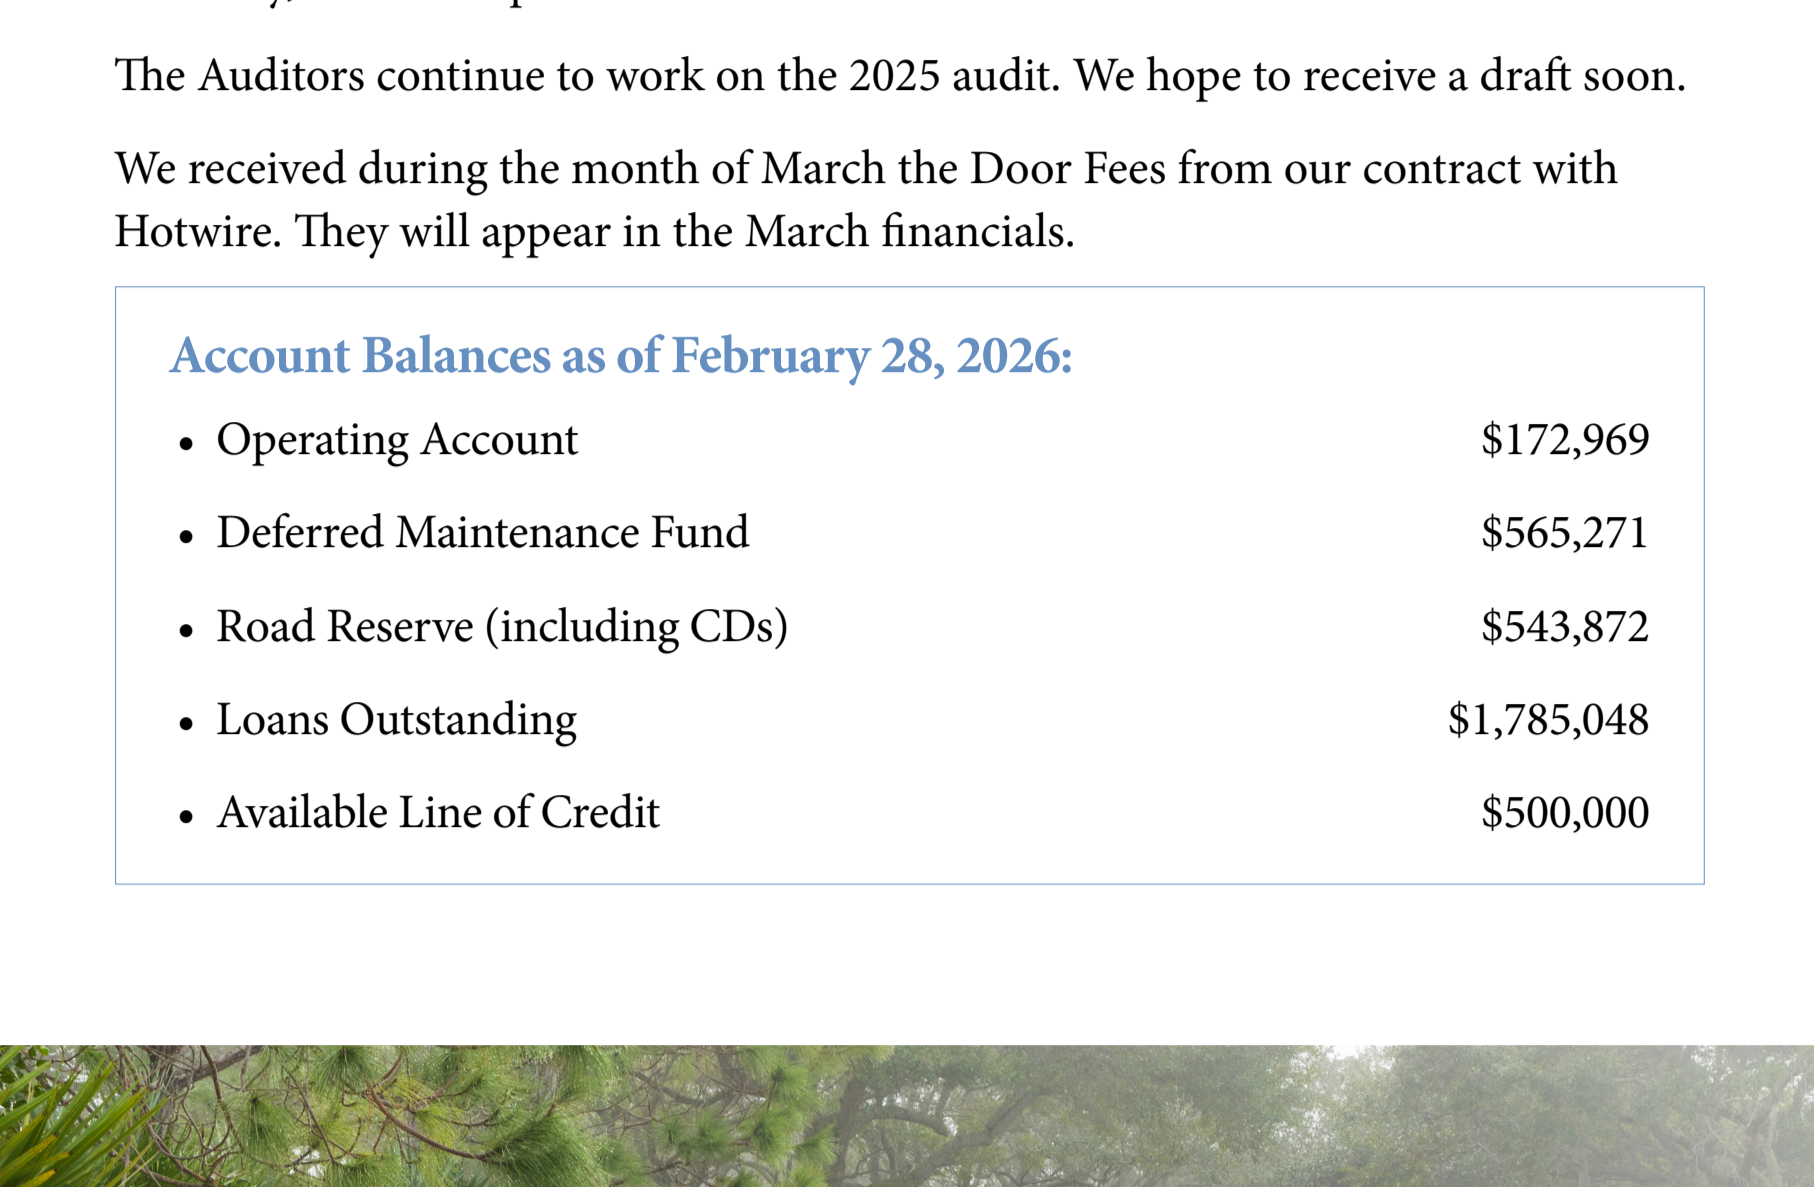 The Auditors continue to work on the 2025 audit. We hope to receive a draft soon.
We received during the month of March the Door Fees from our contract with
Hotwire. They will appear in the March financials.
Account Balances as of February 28, 2026:
• Operating Account $172,969
• Deferred Maintenance Fund $565,271
• Road Reserve (including CDs) $543,872
• Loans Outstanding $1,785,048
• Available Line of Credit $500,000